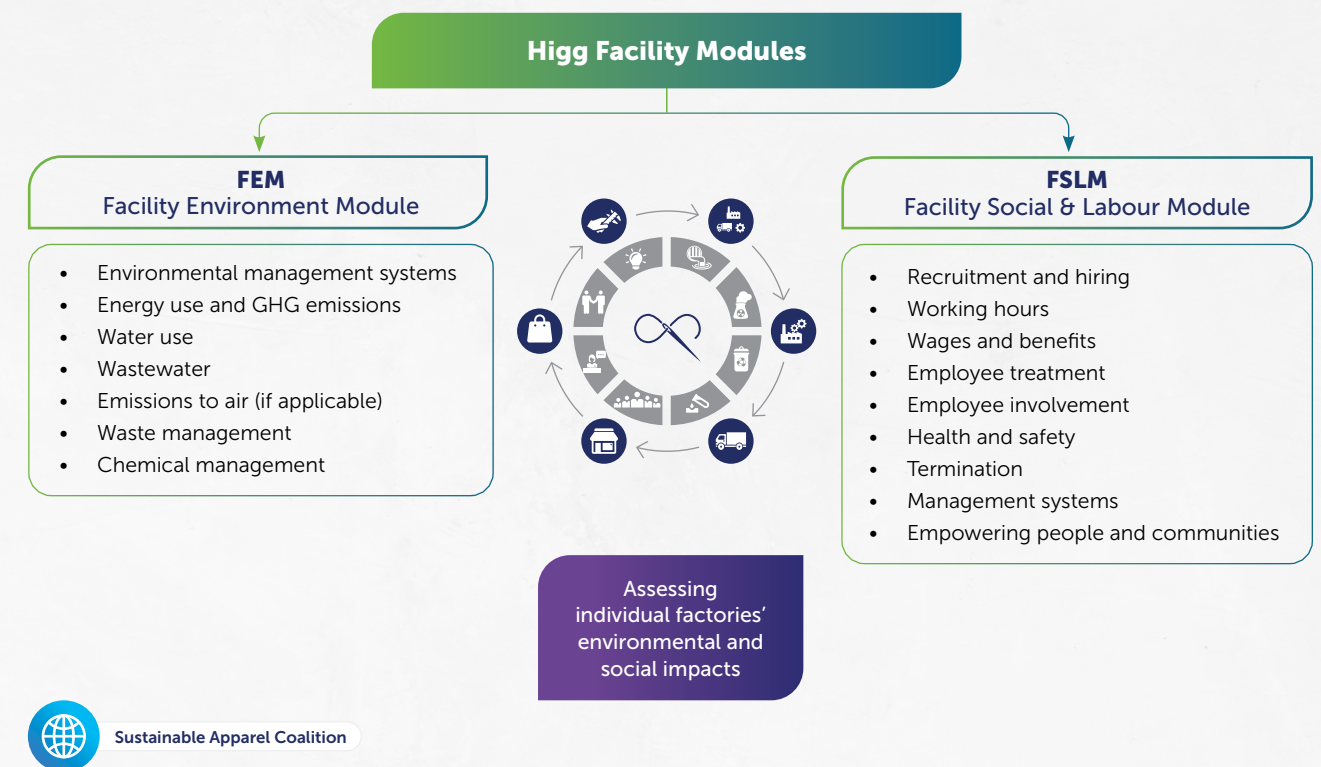 Higg Facility Modules
FEM
Facility Environment Module
• Environmental management systems
• Energy use and GHG emissions
• Water use
• Wastewater
• Emissions to air (if applicable)
• Waste management
• Chemical management
FSLM
Facility Social & Labour Module
• Recruitment and hiring
• Working hours
• Wages and benefits
• Employee treatment
• Employee involvement
• Health and safety
• Termination
• Management systems
• Empowering people and communities
Assessing
individual factories’
environmental and
social impacts
Sustainable Apparel Coalition